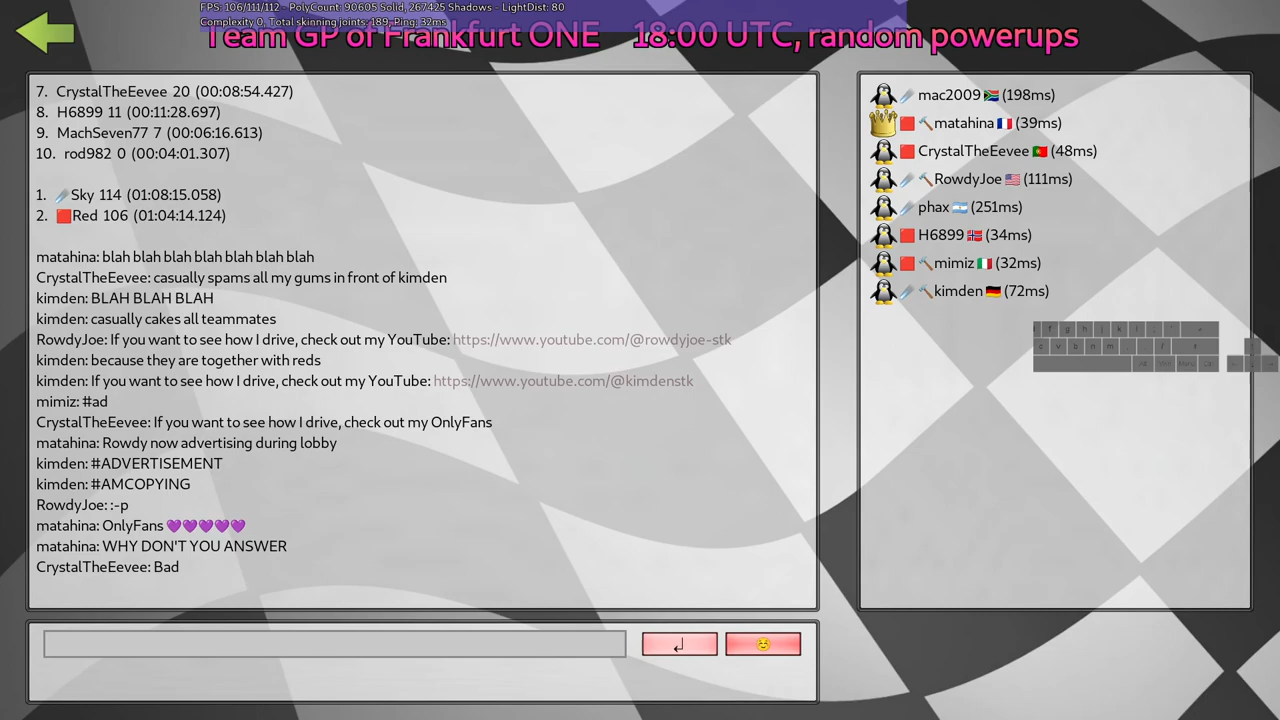 FPS: 106/111/112 - PolyCount: 90605 Solid, 267425 Shadows - LightDist: 80
Complexity 0, Total skinning joints: 189, Ping: 32ms
Team GP of Frankfurt ONE 18:00 UTC, random powerups
7. CrystalTheEevee 20 (00:08:54.427)
8. H6899 11 (00:11:28.697)
9. MachSeven77 7 (00:06:16.613)
10. rod982 0 (00:04:01.307)
1. ☄️Sky 114 (01:08:15.058)
2. 🟥Red 106 (01:04:14.124)
matahina: blah blah blah blah blah blah blah
CrystalTheEevee: casually spams all my gums in front of kimden
kimden: BLAH BLAH BLAH
kimden: casually cakes all teammates
RowdyJoe: If you want to see how I drive, check out my YouTube: https://www.youtube.com/@rowdyjoe-stk
kimden: because they are together with reds
kimden: If you want to see how I drive, check out my YouTube: https://www.youtube.com/@kimdenstk
mimiz: #ad
CrystalTheEevee: If you want to see how I drive, check out my OnlyFans
matahina: Rowdy now advertising during lobby
kimden: #ADVERTISEMENT
kimden: #AMCOPYING
RowdyJoe: :-p
matahina: OnlyFans 💜💜💜💜💜
matahina: WHY DON'T YOU ANSWER
CrystalTheEevee: Bad
☄️ mac2009 🇿🇦 (198ms)
🟥 🔨matahina 🇫🇷 (39ms)
🟥 CrystalTheEevee 🇵🇹 (48ms)
☄️ 🔨RowdyJoe 🇺🇸 (111ms)
☄️ phax 🇦🇷 (251ms)
🟥 H6899 🇳🇴 (34ms)
🟥 🔨mimiz 🇮🇹 (32ms)
☄️ 🔨kimden 🇩🇪 (72ms)
f g h j k l
c v b n m , . /